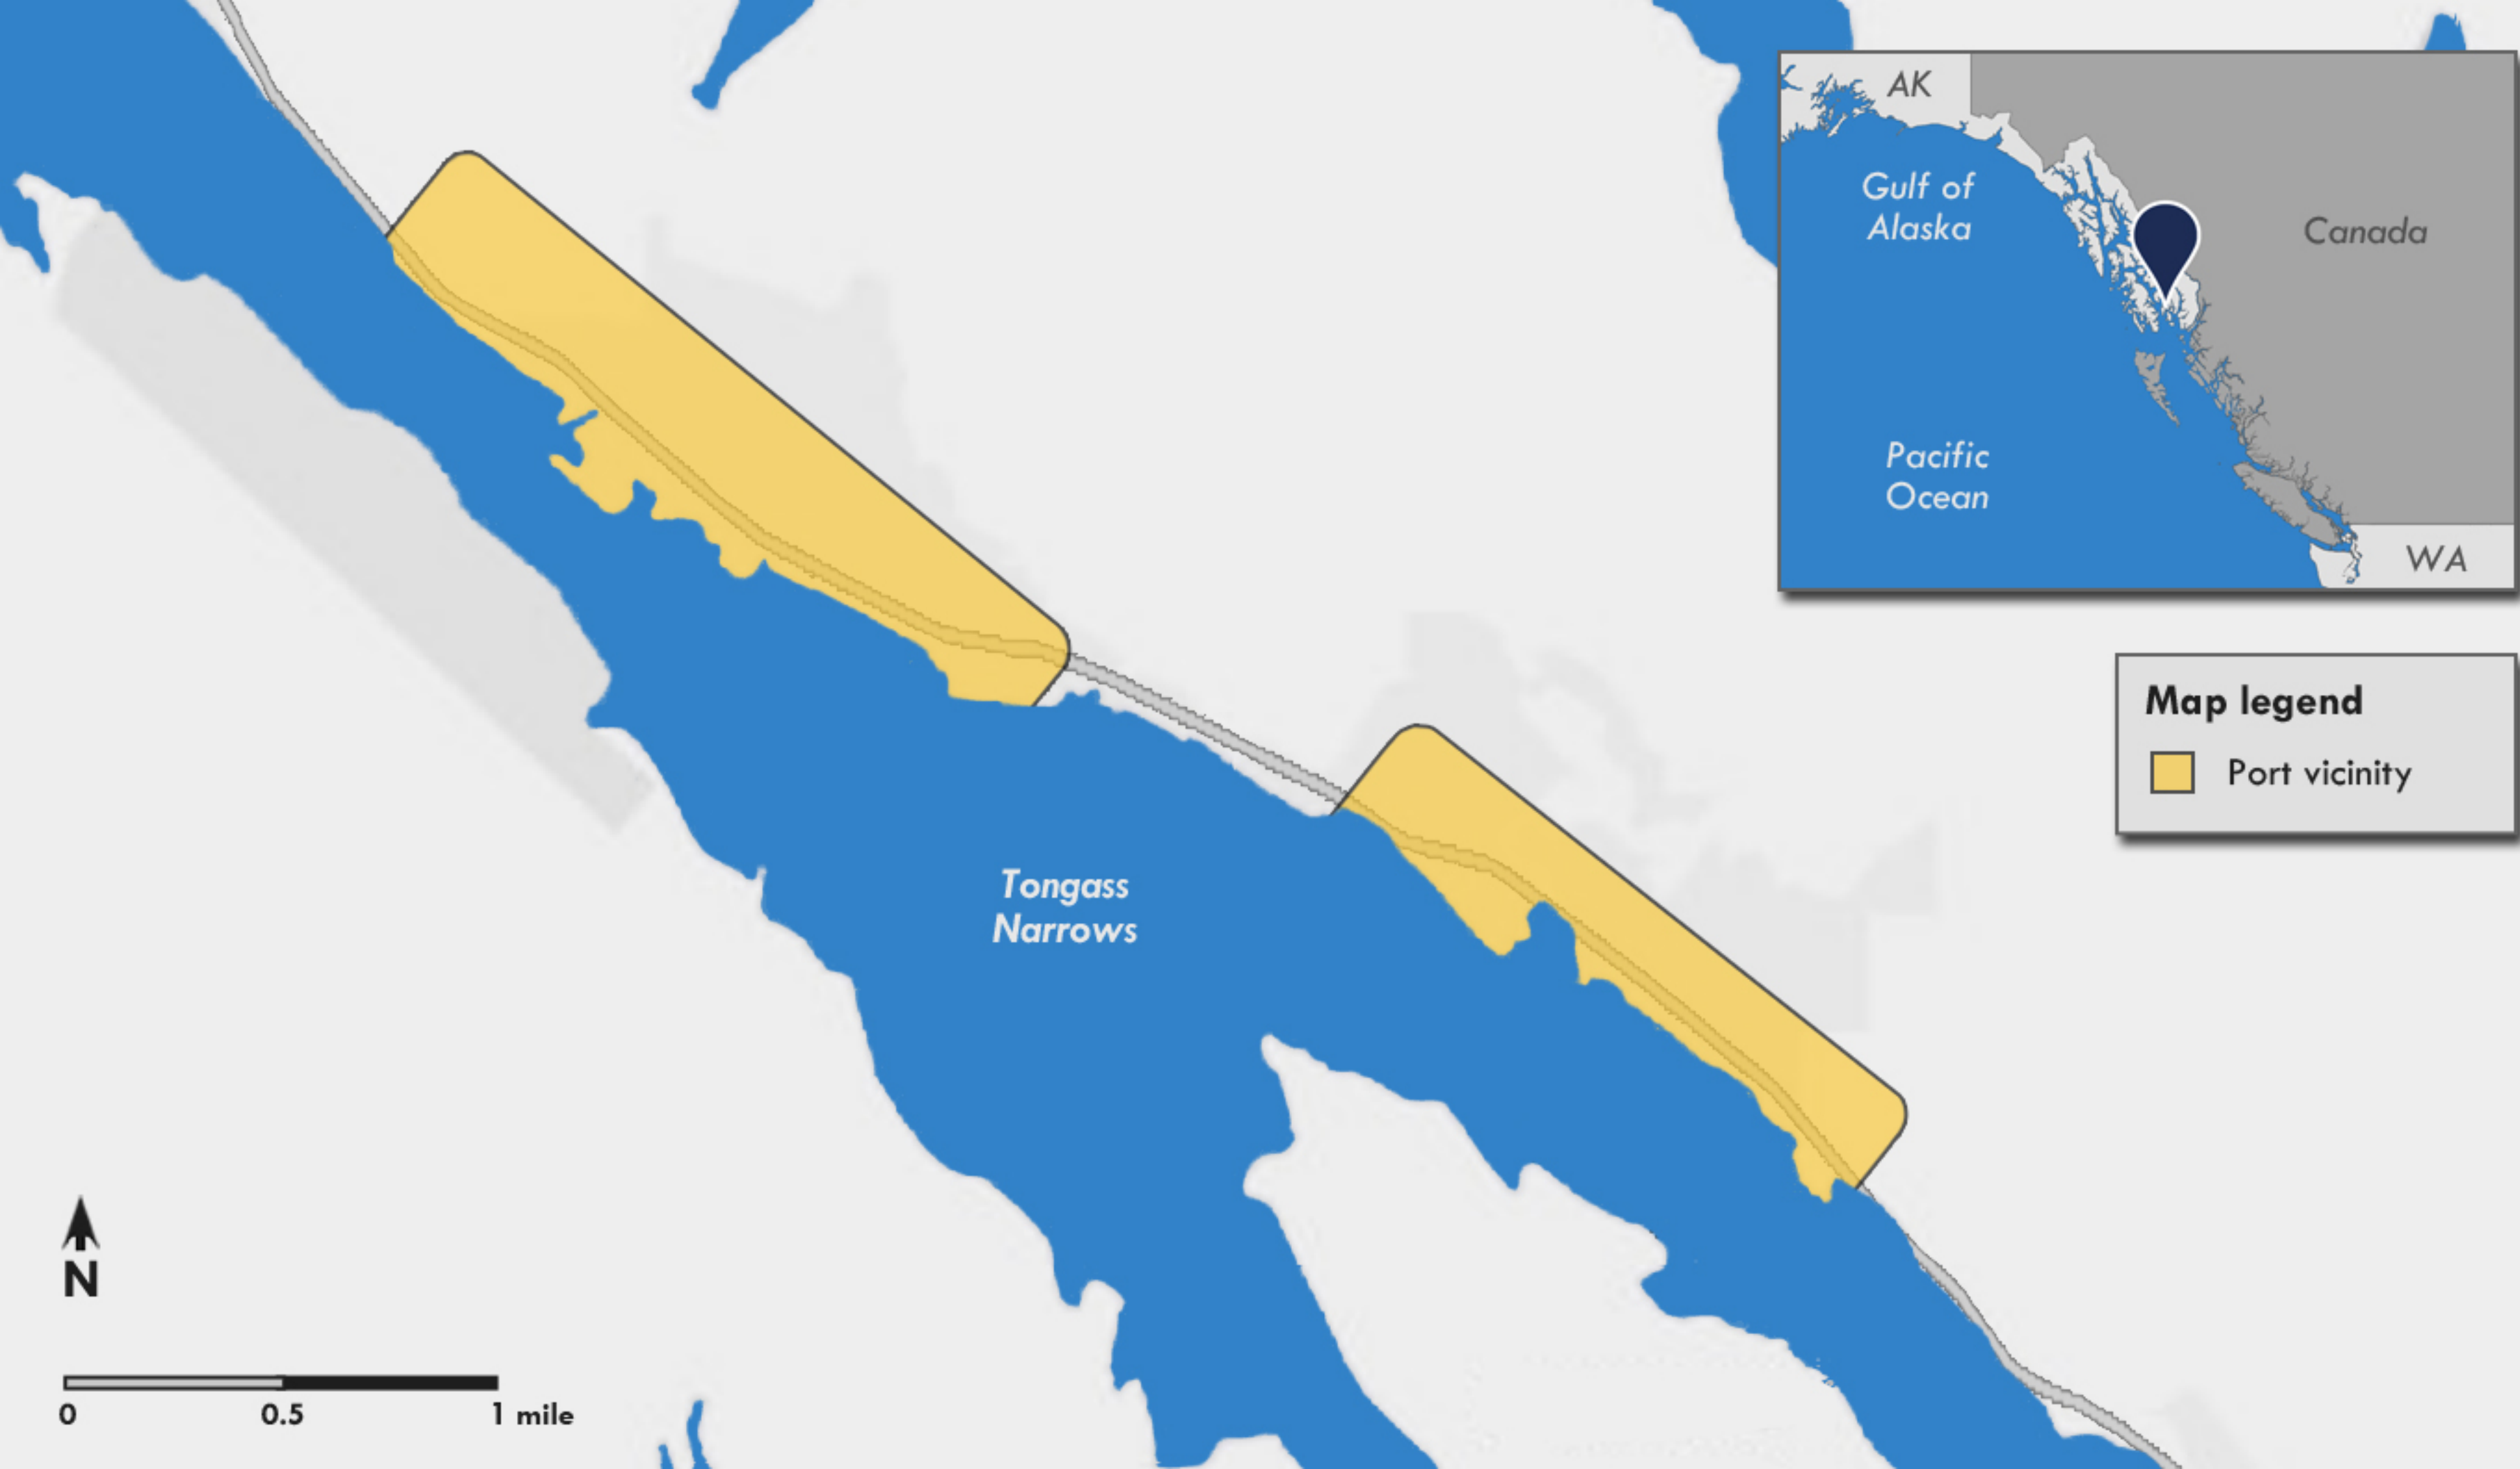 AK
Gulf of
Alaska
Canada
Pacific
Ocean
WA
Map legend
Port vicinity
Tongass
Narrows
N
0 0.5 1 mile